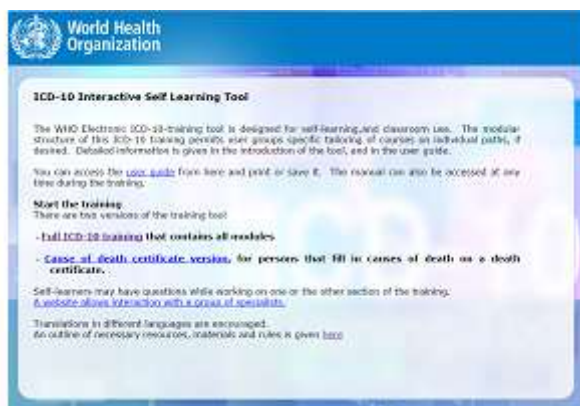 World Health
Organization
ICD-10 Interactive Self Learning Tool
The WHO Electronic ICD-10-training tool is designed for self-learning and classroom use. The modular
structure of this ICD-10 training permits user groups specific tailoring of courses on individual paths, if
desired. Detailed information is given in the introduction of the tool, and in the user guide.
You can access the user guide from here and print or save it. The manual can also be accessed at any
time during the training.
Start the training
There are two versions of the training tool
- Full ICD-10 training that contains all modules
- Cause of death certificate version, for persons that fill in causes of death on a death
certificate.
Self-learners may have questions while working on one or the other section of the training.
A website allows interaction with a group of specialists.
Translations in different languages are encouraged.
An outline of necessary resources, materials and rules is given here